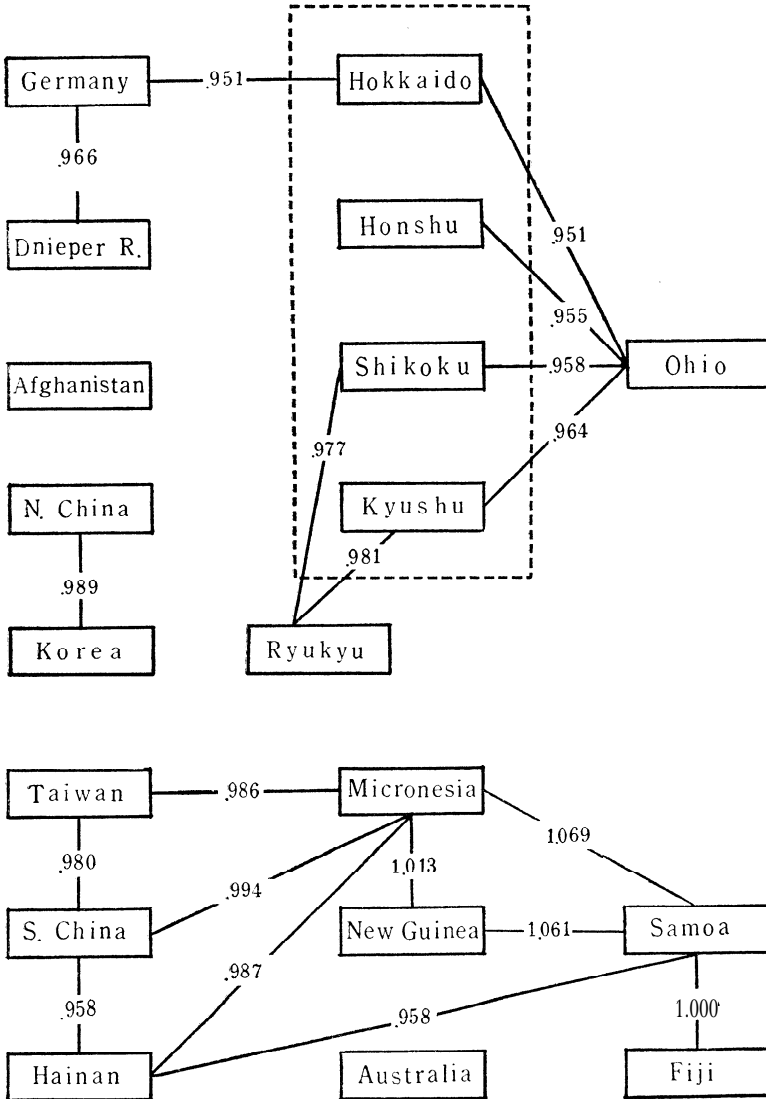 Germany .951 Hokkaido
.966
Dnieper R. Honshu .951
.955
Afghanistan Shikoku .958 Ohio
.977 .964
N. China Kyushu
.989 .981
Korea Ryukyu
Taiwan .986 Micronesia
1.069
.980 .994 1.013
S. China New Guinea 1.061 Samoa
.987
.958 .958 1.000
Hainan Australia Fiji